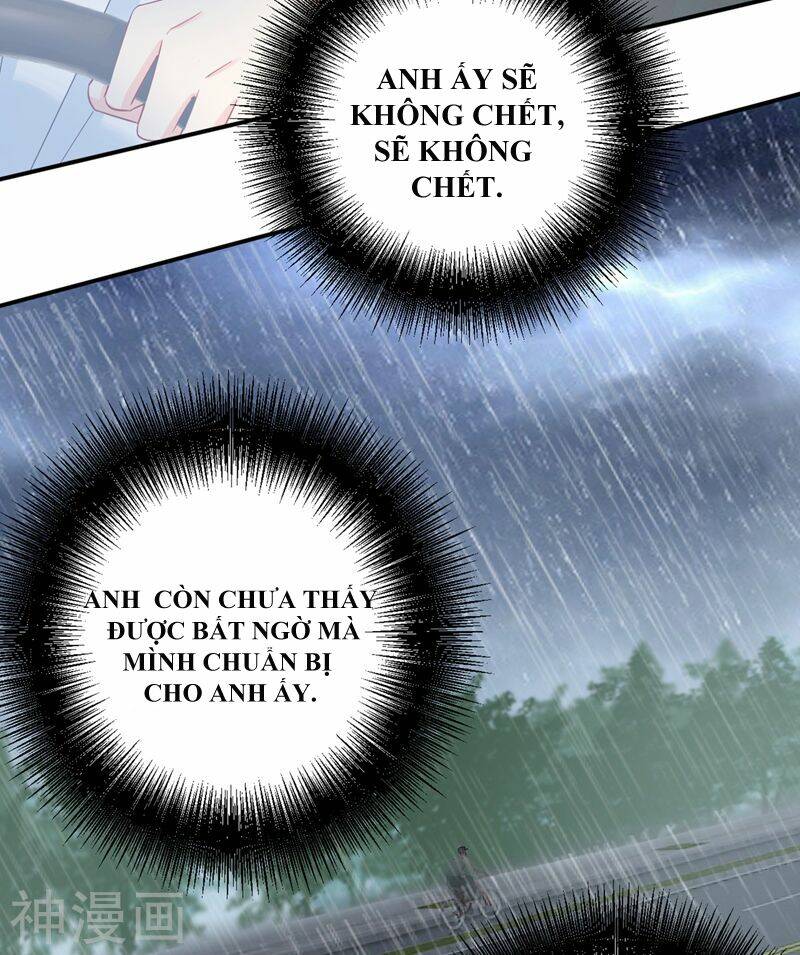 ANH ẤY SẼ
KHÔNG CHẾT,
SẼ KHÔNG
CHẾT.
ANH CÒN CHƯA THẤY
ĐƯỢC BẤT NGỜ MÀ
MÌNH CHUẨN BỊ
CHO ANH ẤY.
神漫画